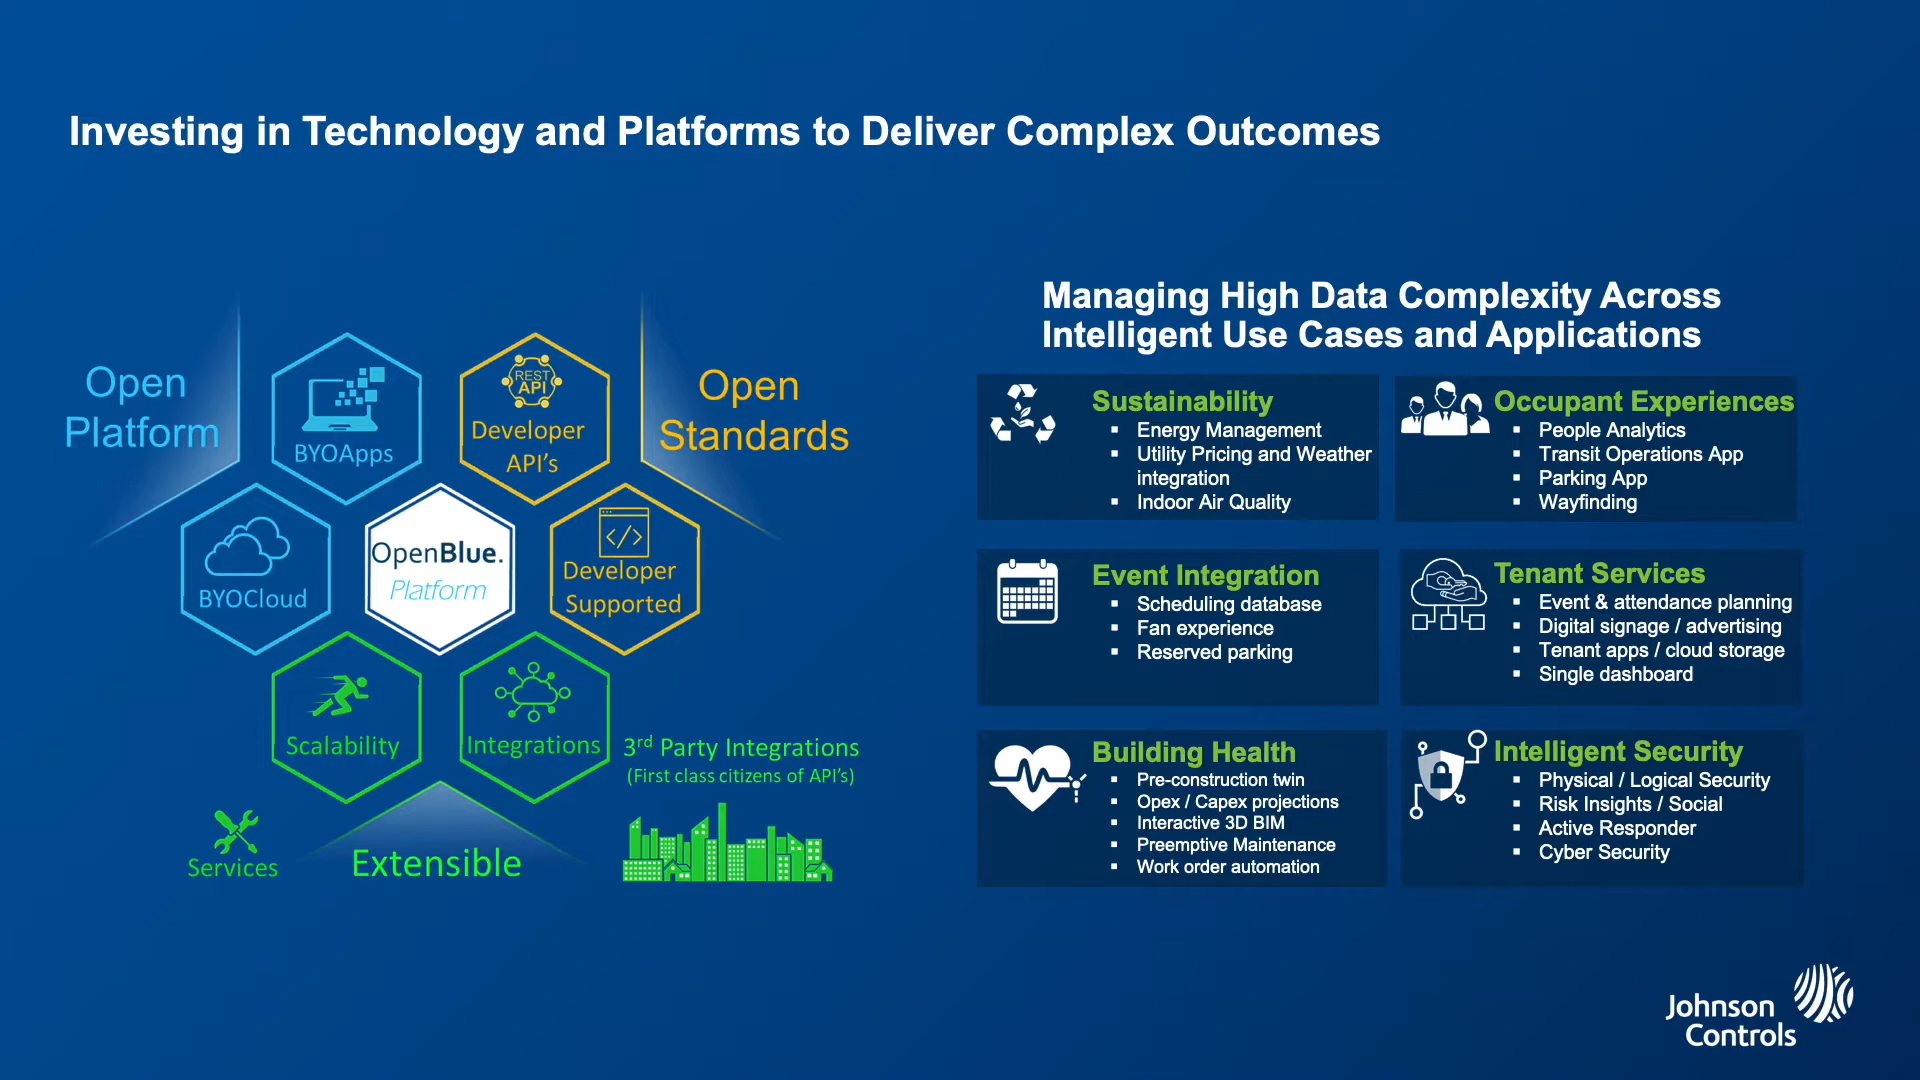 Investing in Technology and Platforms to Deliver Complex Outcomes
Open
Platform
BYOApps
REST
API
Developer
API's
Open
Standards
BYOCloud
OpenBlue.
Platform
</>
Developer
Supported
Scalability
Integrations
3rd Party Integrations
(First class citizens of API's)
Services
Extensible
Managing High Data Complexity Across
Intelligent Use Cases and Applications
Sustainability
▪ Energy Management
▪ Utility Pricing and Weather
integration
▪ Indoor Air Quality
Occupant Experiences
▪ People Analytics
▪ Transit Operations App
▪ Parking App
▪ Wayfinding
Event Integration
▪ Scheduling database
▪ Fan experience
▪ Reserved parking
Tenant Services
▪ Event & attendance planning
▪ Digital signage / advertising
▪ Tenant apps / cloud storage
▪ Single dashboard
Building Health
▪ Pre-construction twin
▪ Opex / Capex projections
▪ Interactive 3D BIM
▪ Preemptive Maintenance
▪ Work order automation
Intelligent Security
▪ Physical / Logical Security
▪ Risk Insights / Social
▪ Active Responder
▪ Cyber Security
Johnson
Controls